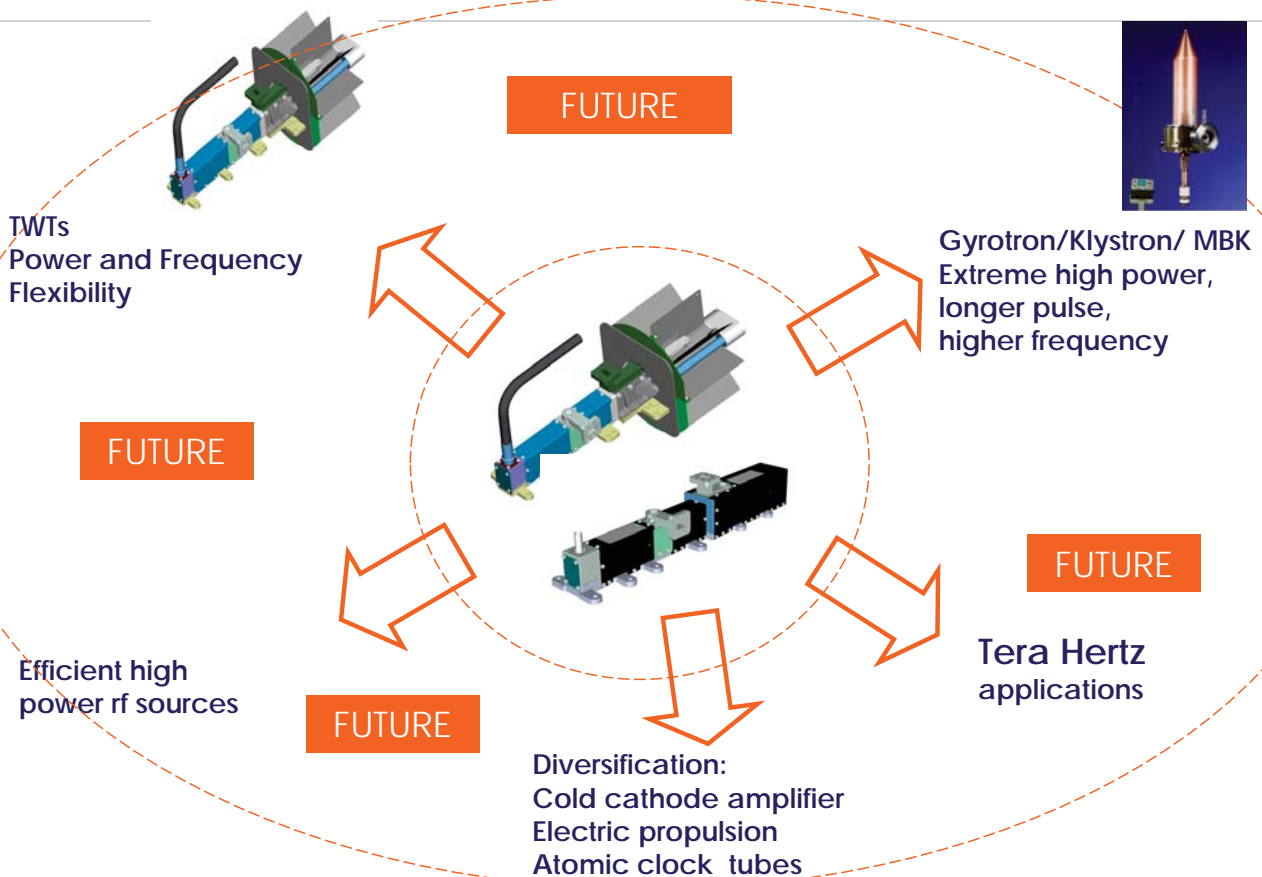 FUTURE
TWTs
Power and Frequency
Flexibility
Gyrotron/Klystron/ MBK
Extreme high power,
longer pulse,
higher frequency
FUTURE
FUTURE
Efficient high
power rf sources
FUTURE
Tera Hertz
applications
Diversification:
Cold cathode amplifier
Electric propulsion
Atomic clock tubes